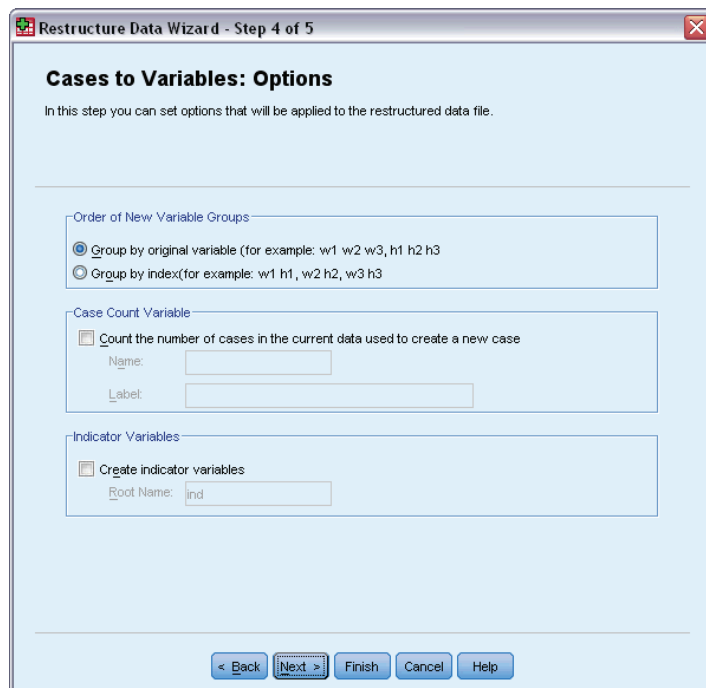 Restructure Data Wizard - Step 4 of 5
Cases to Variables: Options
In this step you can set options that will be applied to the restructured data file.
Order of New Variable Groups
Group by original variable (for example: w1 w2 w3, h1 h2 h3
Group by index(for example: w1 h1, w2 h2, w3 h3
Case Count Variable
Count the number of cases in the current data used to create a new case
Name:
Label:
Indicator Variables
Create indicator variables
Root Name: ind
< Back Next > Finish Cancel Help